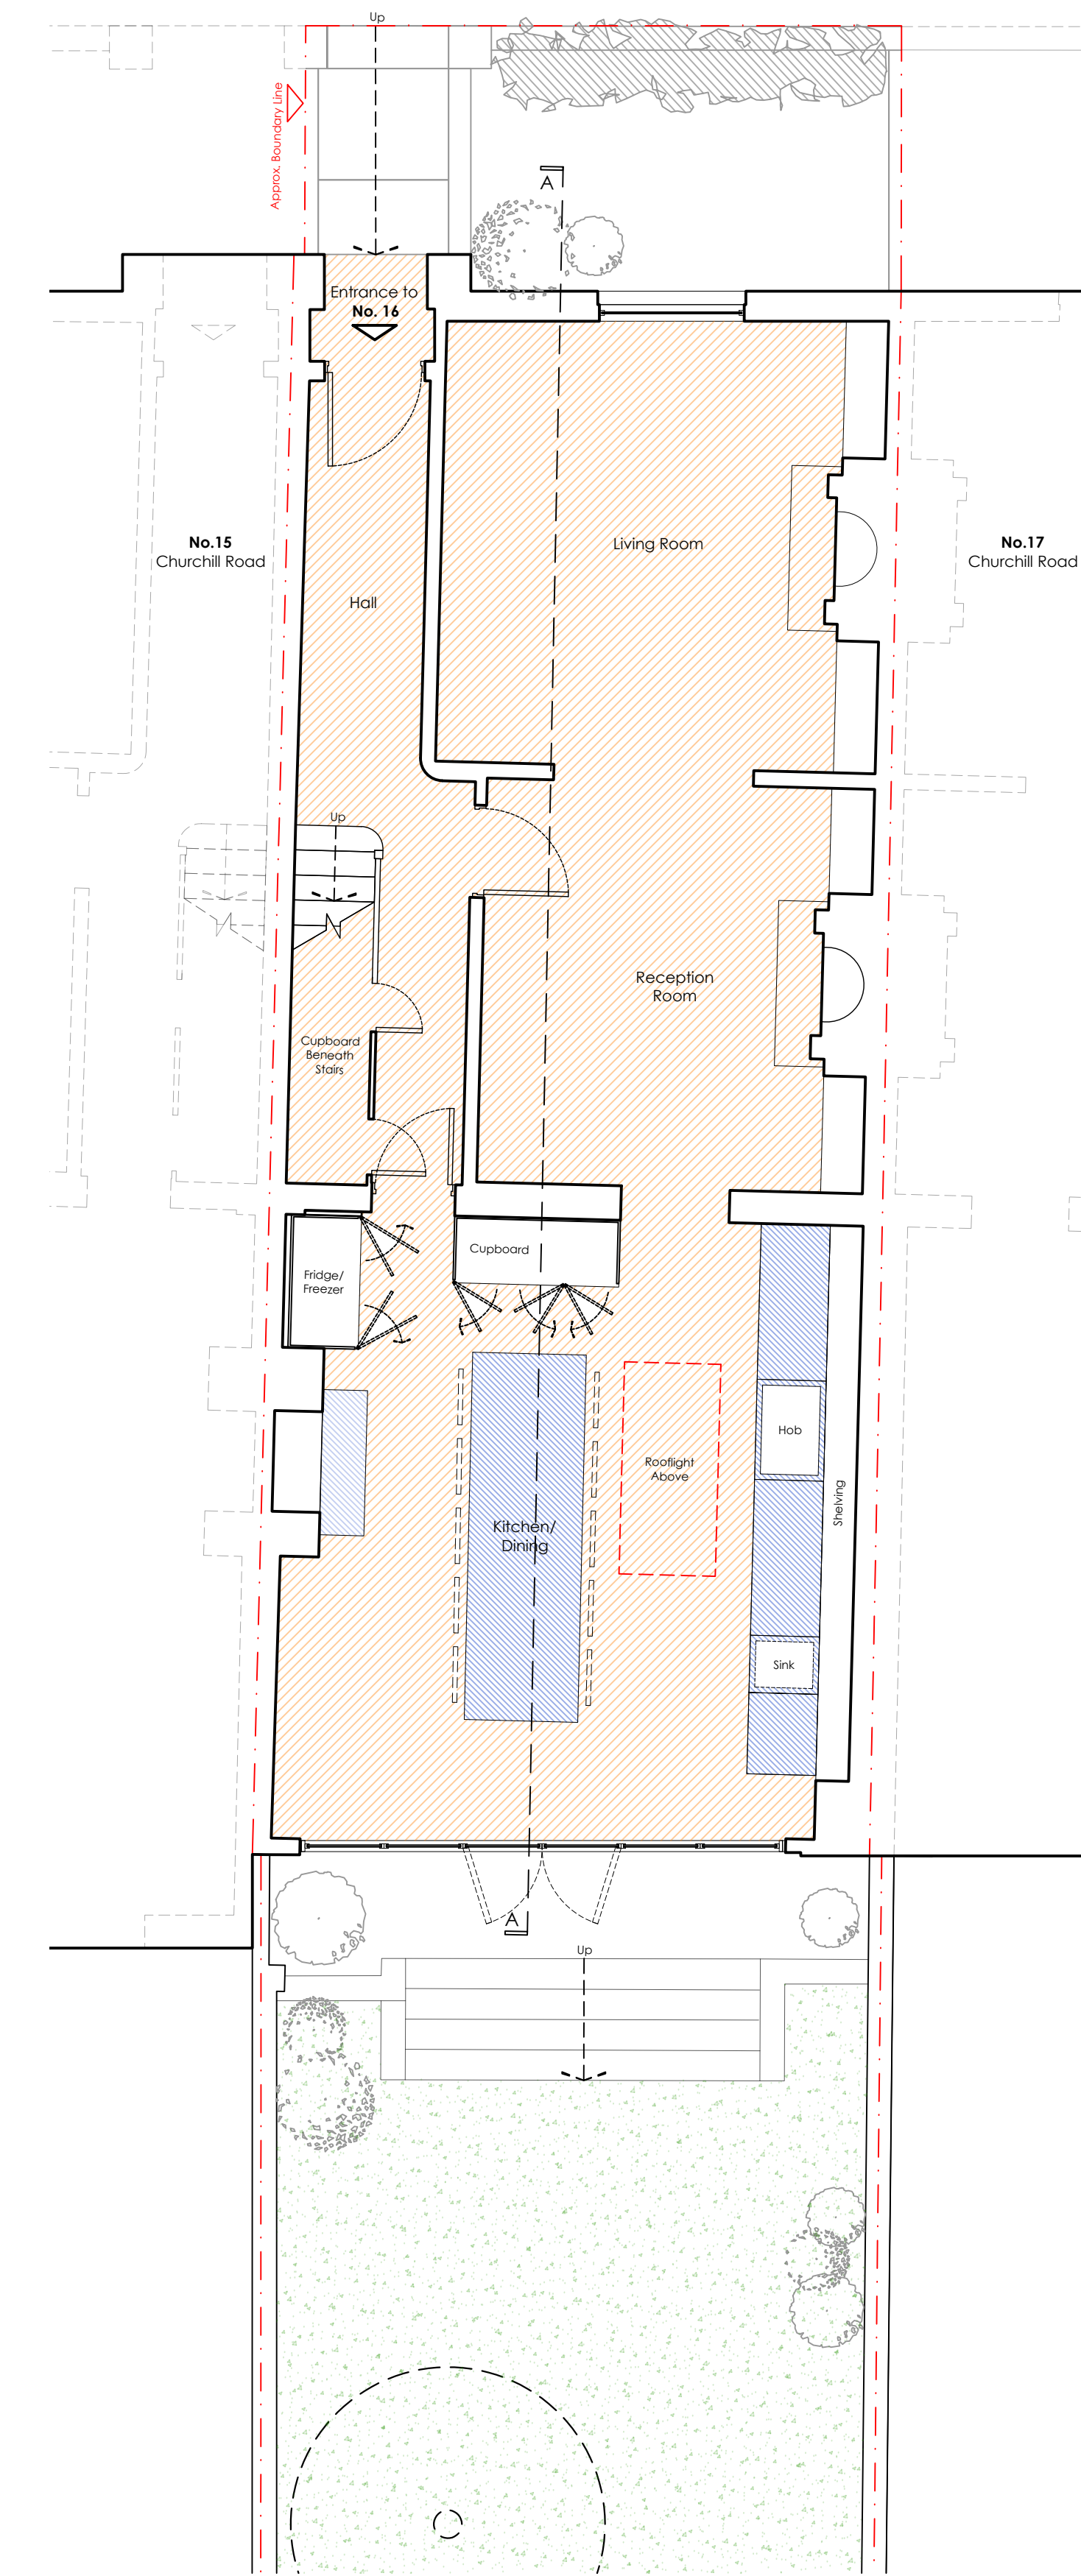 Up
Approx. Boundary Line
A
Entrance to
No. 16
No.15
Churchill Road
Living Room
No.17
Churchill Road
Hall
Up
Reception
Room
Cupboard
Beneath
Stairs
Cupboard
Fridge/
Freezer
Hob
Rooflight
Above
Shelving
Kitchen/
Dining
Sink
A
Up